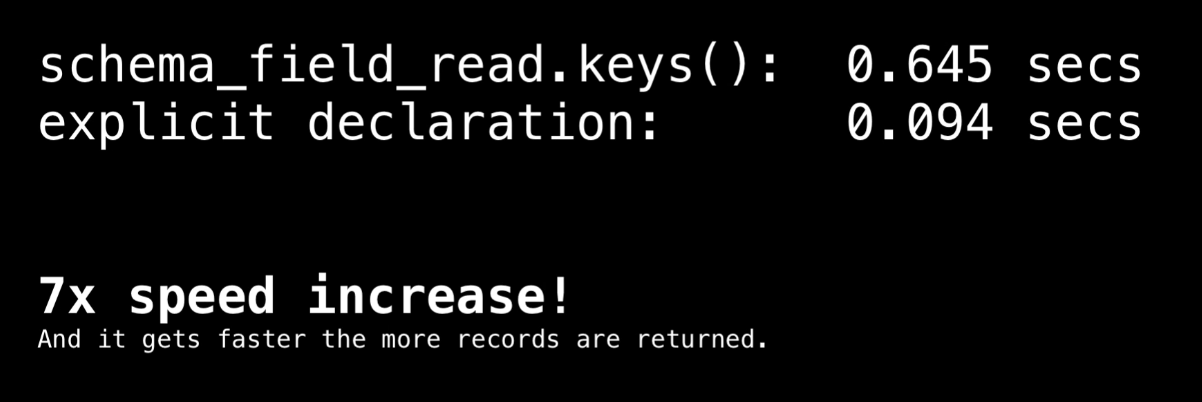 schema_field_read.keys(): 0.645 secs
explicit declaration: 0.094 secs
7x speed increase!
And it gets faster the more records are returned.